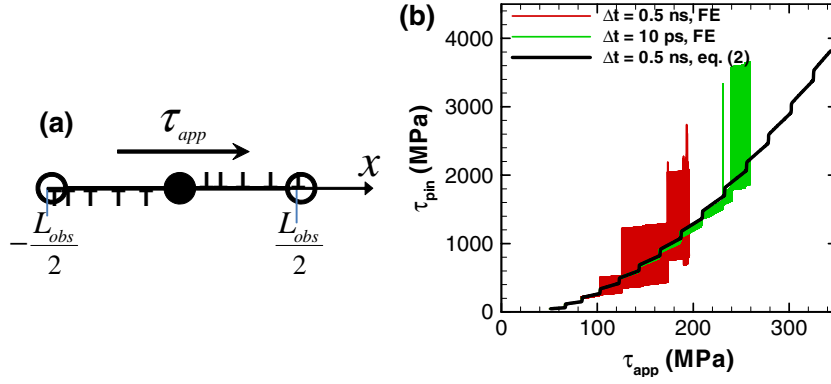 (a)
τ_app
x
-L_obs/2
L_obs/2
(b)
Δt = 0.5 ns, FE
Δt = 10 ps, FE
Δt = 0.5 ns, eq. (2)
τ_pin (MPa)
4000
3000
2000
1000
0
0 100 200 300
τ_app (MPa)